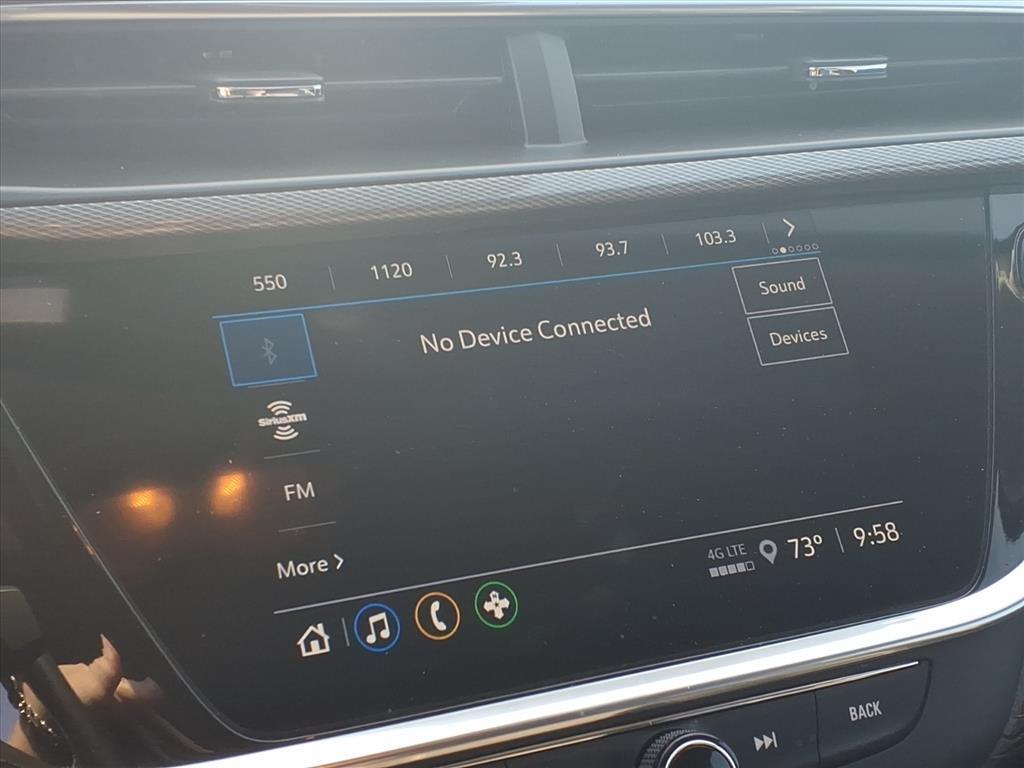 550 1120 92.3 93.7 103.3
Sound
No Device Connected
Devices
SiriusXM
FM
More
4G LTE 73° 9:58
BACK